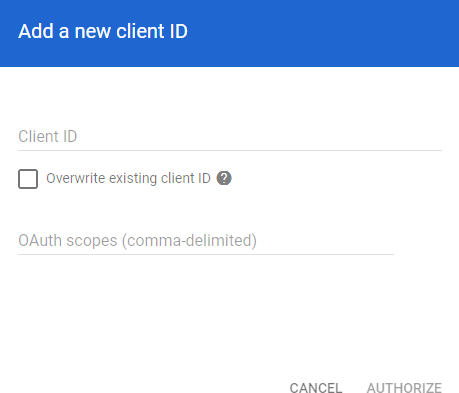 Add a new client ID
Client ID
Overwrite existing client ID ?
OAuth scopes (comma-delimited)
CANCEL AUTHORIZE